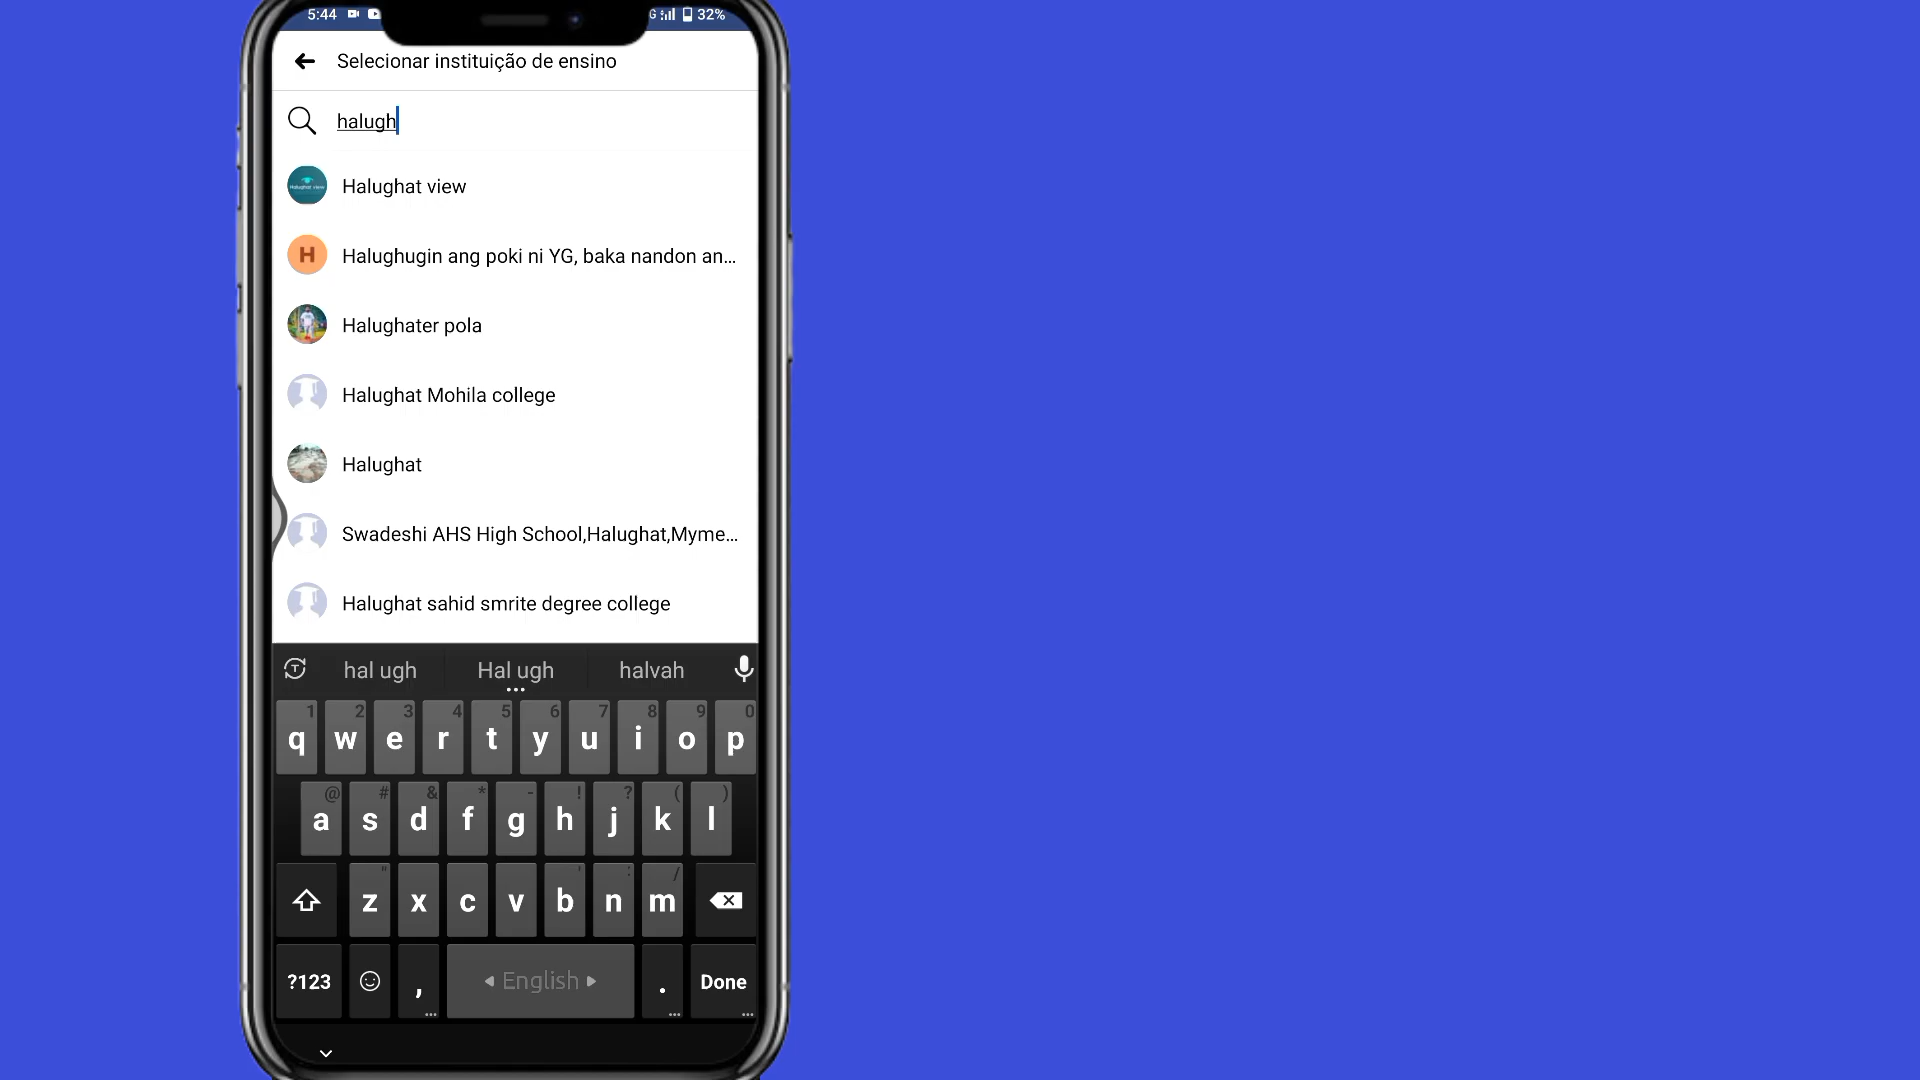 5:44 G 32%
Selecionar instituição de ensino
halugh
Halughat view
Halughat view
H Halughugin ang poki ni YG, baka nandon an...
Halughater pola
Halughat Mohila college
Halughat
Swadeshi AHS High School,Halughat,Myme...
Halughat sahid smrite degree college
T hal ugh Hal ugh halvah
1 2 3 4 5 6 7 8 9 0
q w e r t y u i o p
@ # & * - ! ? ( )
a s d f g h j k l
" ' : /
z x c v b n m
?123 , English . Done